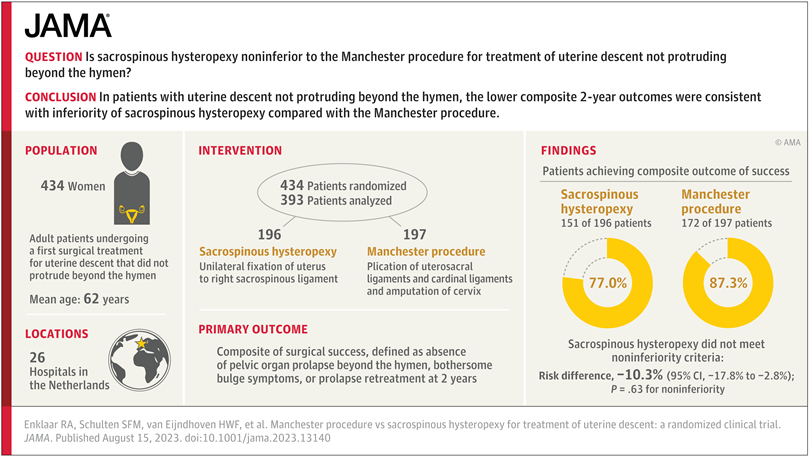 JAMA®
QUESTION Is sacrospinous hysteropexy noninferior to the Manchester procedure for treatment of uterine descent not protruding
beyond the hymen?
CONCLUSION In patients with uterine descent not protruding beyond the hymen, the lower composite 2-year outcomes were consistent
with inferiority of sacrospinous hysteropexy compared with the Manchester procedure.
© AMA
POPULATION
434 Women
Adult patients undergoing
a first surgical treatment
for uterine descent that did not
protrude beyond the hymen
Mean age: 62 years
LOCATIONS
26
Hospitals in
the Netherlands
INTERVENTION
434 Patients randomized
393 Patients analyzed
196
Sacrospinous hysteropexy
Unilateral fixation of uterus
to right sacrospinous ligament
197
Manchester procedure
Plication of uterosacral
ligaments and cardinal ligaments
and amputation of cervix
PRIMARY OUTCOME
Composite of surgical success, defined as absence
of pelvic organ prolapse beyond the hymen, bothersome
bulge symptoms, or prolapse retreatment at 2 years
FINDINGS
Patients achieving composite outcome of success
Sacrospinous
hysteropexy
151 of 196 patients
77.0%
Manchester
procedure
172 of 197 patients
87.3%
Sacrospinous hysteropexy did not meet
noninferiority criteria:
Risk difference, −10.3% (95% CI, −17.8% to −2.8%);
P = .63 for noninferiority
Enklaar RA, Schulten SFM, van Eijndhoven HWF, et al. Manchester procedure vs sacrospinous hysteropexy for treatment of uterine descent: a randomized clinical trial.
JAMA. Published August 15, 2023. doi:10.1001/jama.2023.13140